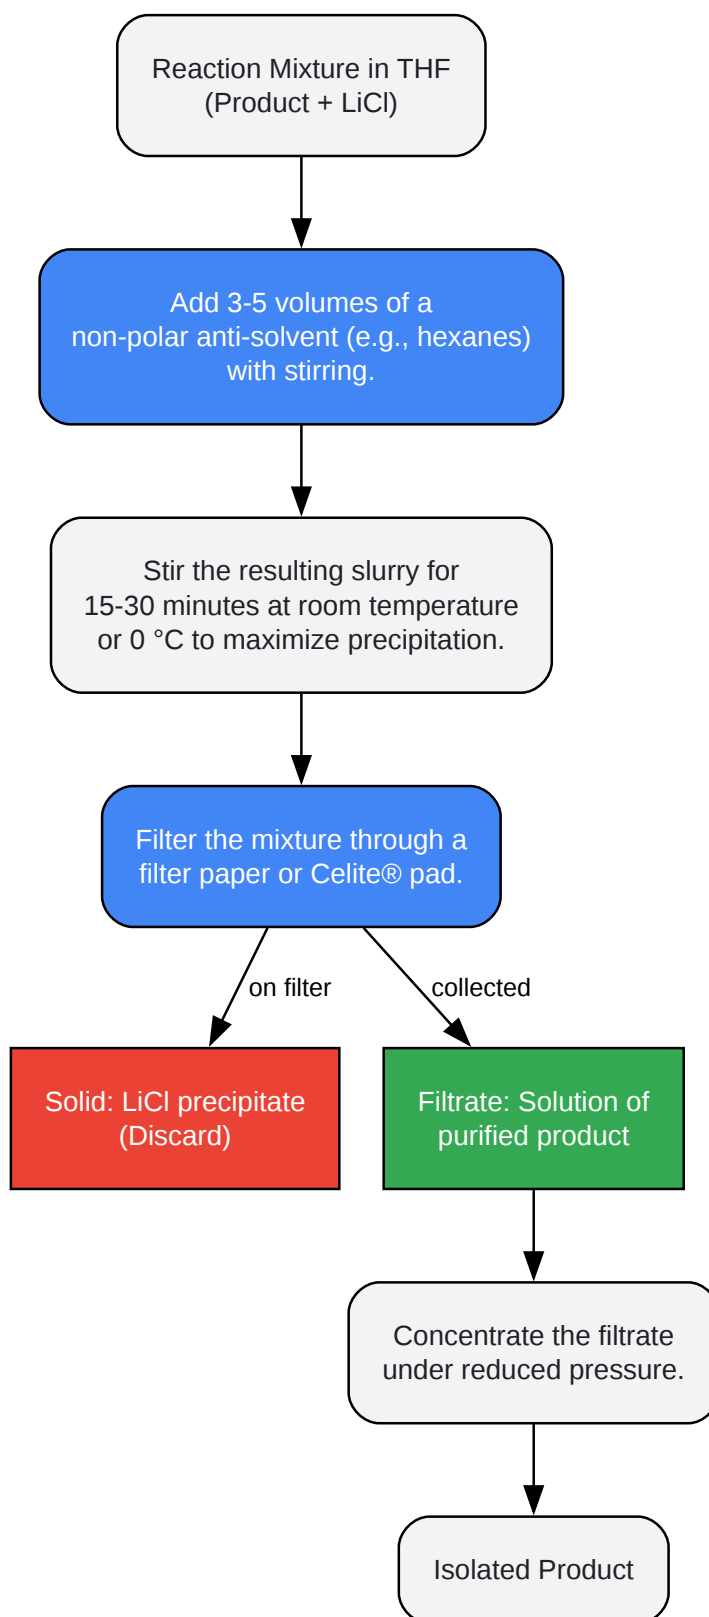 Reaction Mixture in THF
(Product + LiCl)
Add 3-5 volumes of a
non-polar anti-solvent (e.g., hexanes)
with stirring.
Stir the resulting slurry for
15-30 minutes at room temperature
or 0 °C to maximize precipitation.
Filter the mixture through a
filter paper or Celite® pad.
on filter
collected
Solid: LiCl precipitate
(Discard)
Filtrate: Solution of
purified product
Concentrate the filtrate
under reduced pressure.
Isolated Product